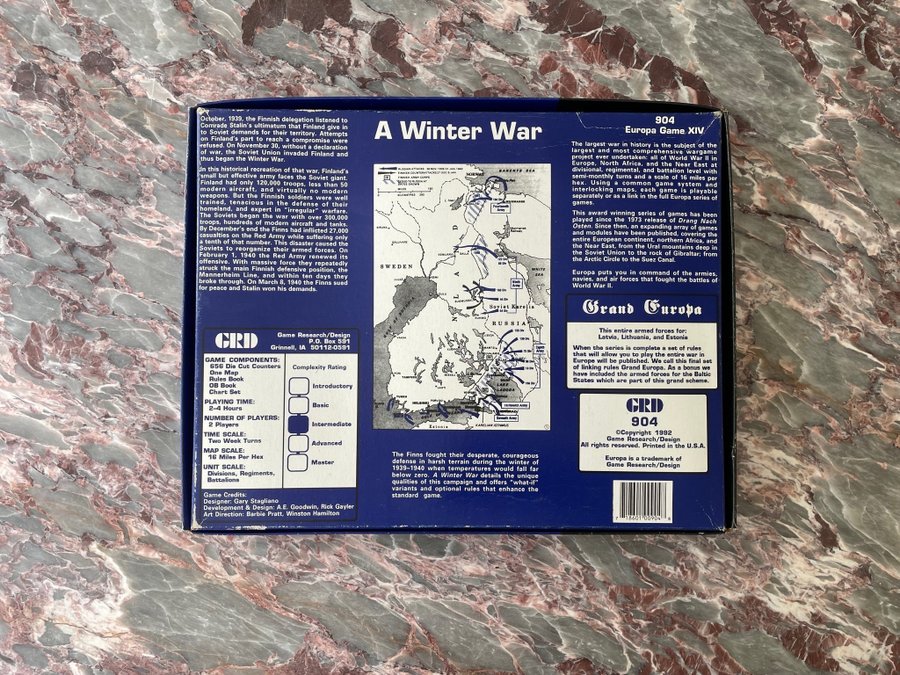 October, 1939, the Finnish delegation listened to
Comrade Stalin's ultimatum that Finland give in
to Soviet demands for their territory. Attempts
on Finland's part to reach a compromise were
refused. On November 30, without a declaration
of war, the Soviet Union invaded Finland and
thus began the Winter War.
In this historical recreation of that war, Finland's
small but effective army faces the Soviet giant.
Finland had only 120,000 troops, less than 50
modern aircraft, and virtually no modern
weapons. But the Finnish soldiers were well
trained, tenacious in the defense of their
homeland, and expert in "irregular" warfare.
The Soviets began the war with over 300,000
troops, hundreds of modern aircraft and tanks.
By December's end the Finns had inflicted 27,000
casualties on the Red Army while suffering only
a tenth of that number. This disaster caused the
Soviets to reorganize their armed forces. On
February 1, 1940 the Red Army renewed its
offensive. With massive force they repeatedly
struck the main Finnish defensive position, the
Mannerheim Line, and within ten days they
broke through. On March 8, 1940 the Finns sued
for peace and Stalin won his demands.
GRD
Game Research/Design
P.O. Box 591
Grinnell, IA 50112-0591
GAME COMPONENTS:
656 Die Cut Counters
One Map
Rules Book
OB Book
Chart Set
PLAYING TIME:
2-4 Hours
NUMBER OF PLAYERS:
2 Players
TIME SCALE:
Two Week Turns
MAP SCALE:
16 Miles Per Hex
UNIT SCALE:
Divisions, Regiments,
Battalions
Complexity Rating
Introductory
Basic
Intermediate
Advanced
Master
Game Credits:
Designer: Gary Stagliano
Development & Design: A.E. Goodwin, Rick Gayler
Art Direction: Barbie Pratt, Winston Hamilton
A Winter War
BARENTS SEA
NORWAY
SWEDEN
WHITE
SEA
Soviet Karelia
RUSSIA
LAKE
LADOGA
HELSINKI
Estonia
KARELIAN ISTHMUS
The Finns fought their desperate, courageous
defense in harsh terrain during the winter of
1939-1940 when temperatures would fall far
below zero. A Winter War details the unique
qualities of this campaign and offers "what-if"
variants and optional rules that enhance the
standard game.
904
Europa Game XIV
The largest war in history is the subject of the
largest and most comprehensive wargame
project ever undertaken: all of World War II in
Europe, North Africa, and the Near East at
divisional, regimental, and battalion level with
semi-monthly turns and a scale of 16 miles per
hex. Using a common game system and
interlocking maps, each game is playable
separately or as a link in the full Europa series of
games.
This award winning series of games has been
played since the 1973 release of Drang Nach
Osten. Since then, an expanding array of games
and modules have been published, covering the
entire European continent, northern Africa, and
the Near East, from the Ural mountains deep in
the Soviet Union to the rock of Gibraltar; from
the Arctic Circle to the Suez Canal.
Europa puts you in command of the armies,
navies, and air forces that fought the battles of
World War II.
Grand Europa
This entire armed forces for:
Latvia, Lithuania, and Estonia
When the series is complete a set of rules
that will allow you to play the entire war in
Europe will be published. We call this final set
of linking rules Grand Europa. As a bonus we
have included the armed forces for the Baltic
States which are part of this grand scheme.
GRD
904
©Copyright 1992
Game Research/Design
All rights reserved. Printed in the U.S.A.
Europa is a trademark of
Game Research/Design
7 18601 00904 8